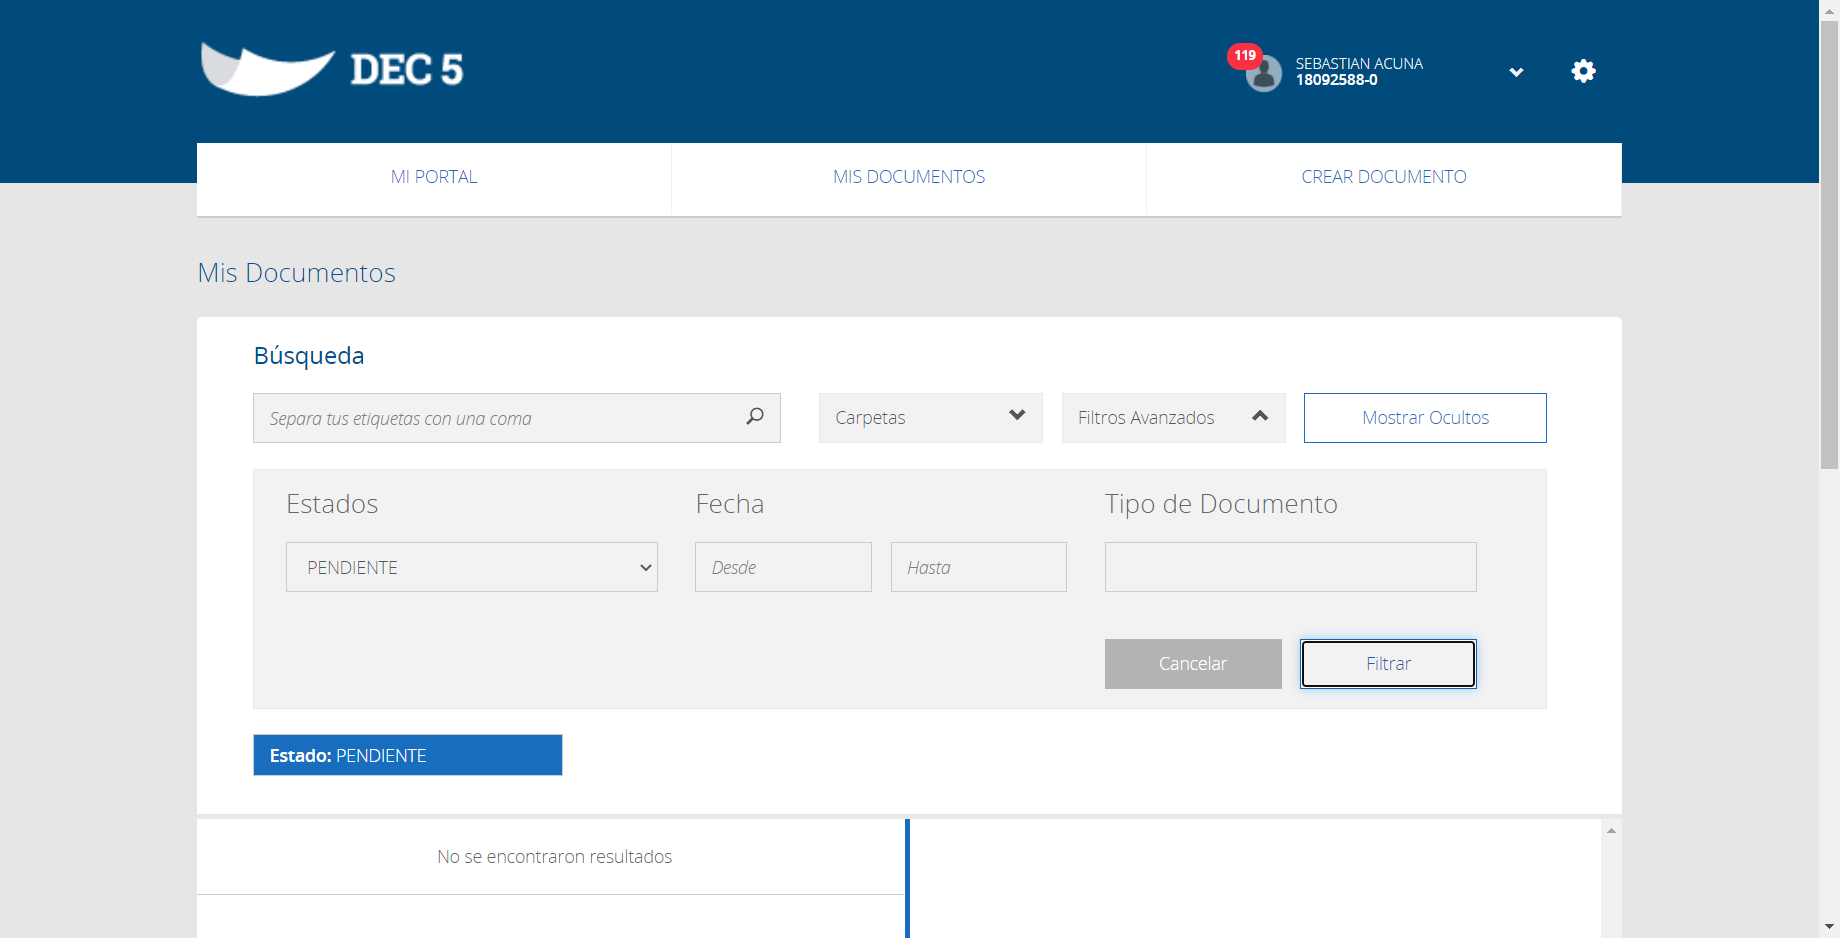 DEC 5
119
SEBASTIAN ACUNA
18092588-0
MI PORTAL
MIS DOCUMENTOS
CREAR DOCUMENTO
Mis Documentos
Búsqueda
Separa tus etiquetas con una coma
Carpetas
Filtros Avanzados
Mostrar Ocultos
Estados
Fecha
Tipo de Documento
PENDIENTE
Desde
Hasta
Cancelar
Filtrar
Estado: PENDIENTE
No se encontraron resultados